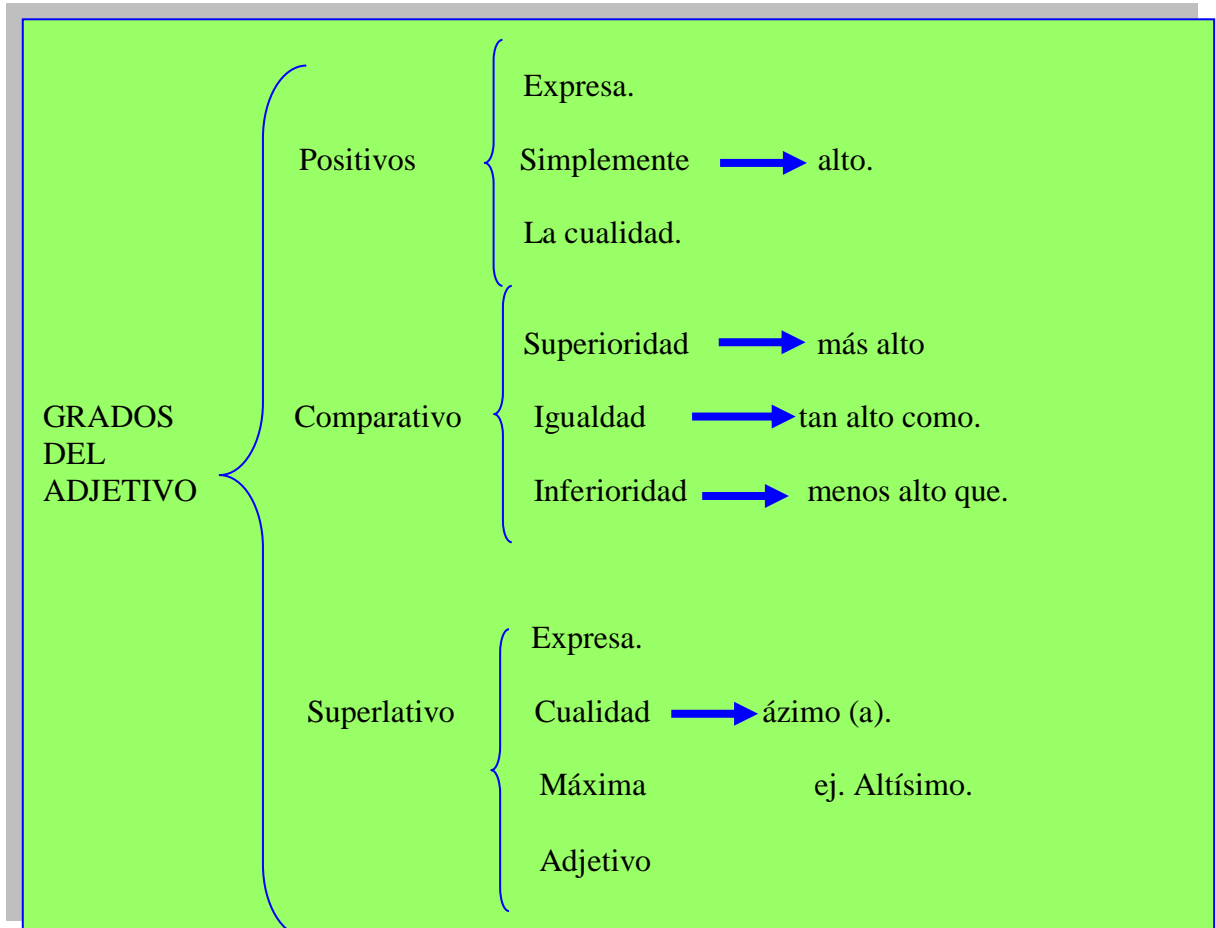 Expresa.
Positivos Simplemente alto.
La cualidad.
Superioridad más alto
GRADOS Comparativo Igualdad tan alto como.
DEL
ADJETIVO Inferioridad menos alto que.
Expresa.
Superlativo Cualidad ázimo (a).
Máxima ej. Altísimo.
Adjetivo